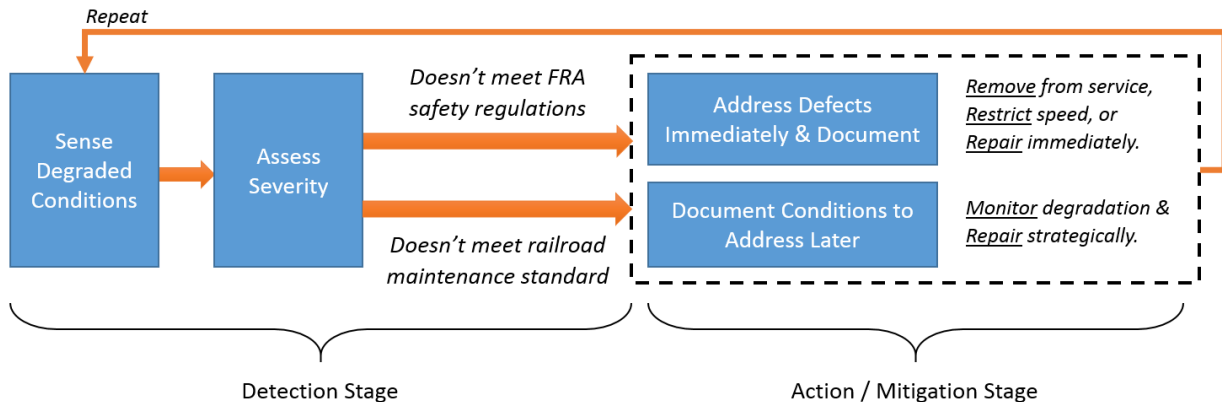 Repeat
Sense
Degraded
Conditions
Assess
Severity
Doesn't meet FRA
safety regulations
Doesn't meet railroad
maintenance standard
Address Defects
Immediately & Document
Remove from service,
Restrict speed, or
Repair immediately.
Document Conditions to
Address Later
Monitor degradation &
Repair strategically.
Detection Stage
Action / Mitigation Stage